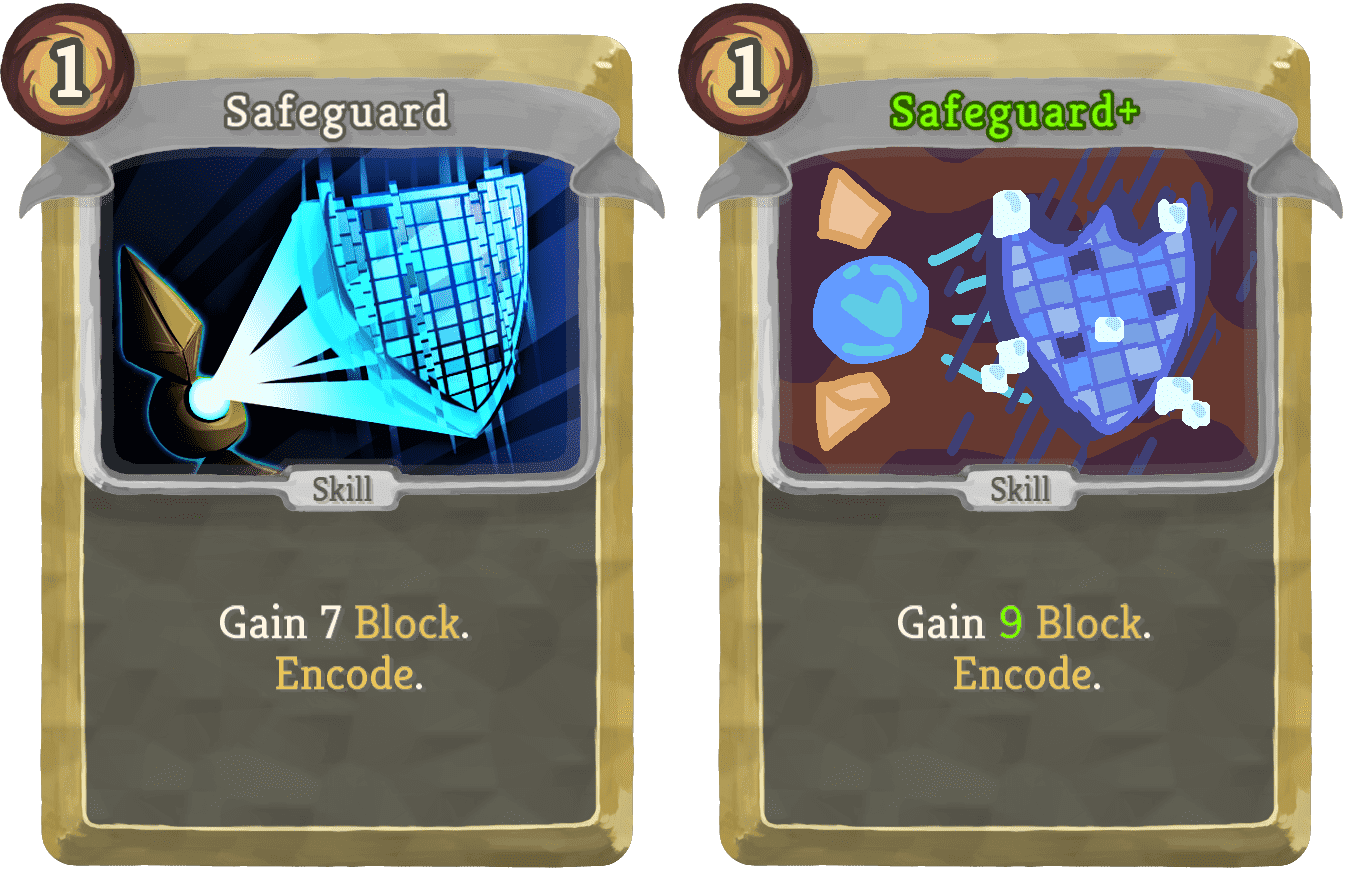 1
Safeguard
Skill
Gain 7 Block.
Encode.
1
Safeguard+
Skill
Gain 9 Block.
Encode.